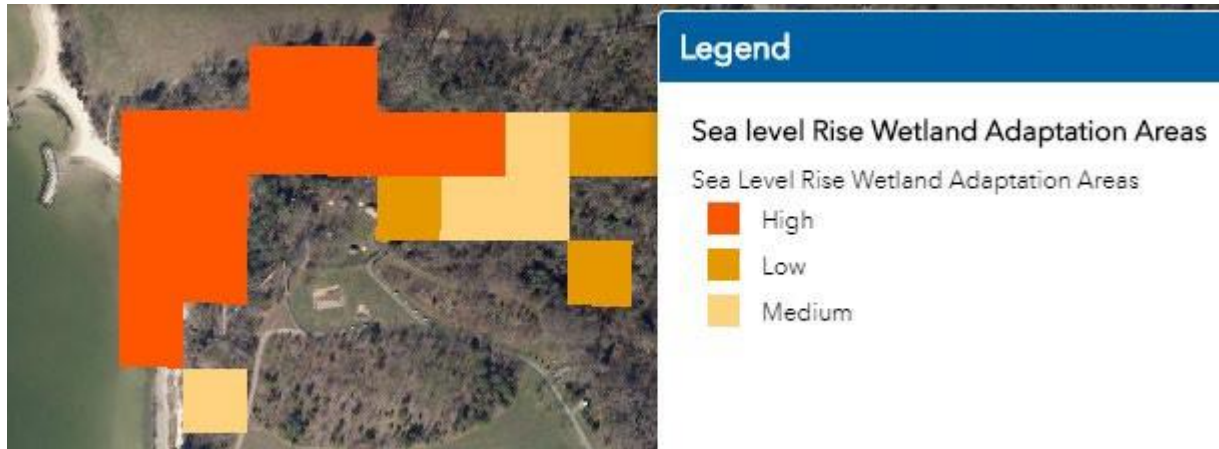 Legend
Sea level Rise Wetland Adaptation Areas
Sea Level Rise Wetland Adaptation Areas
High
Low
Medium